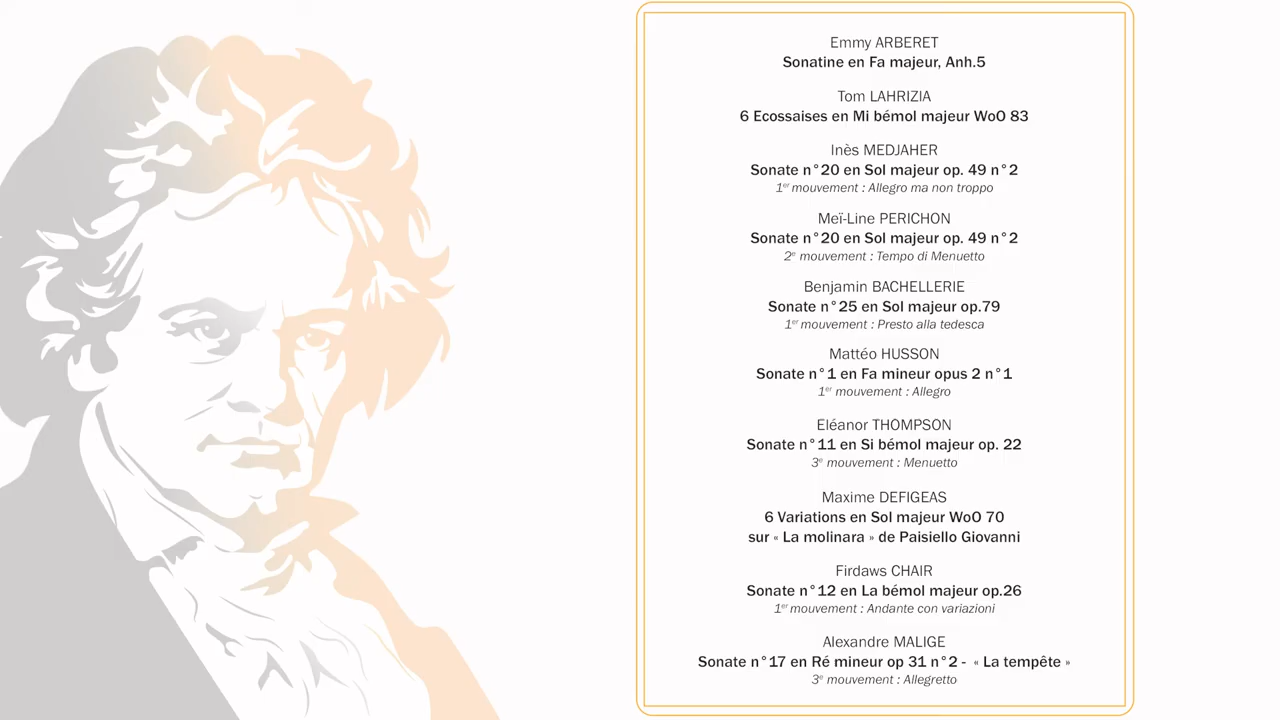 Emmy ARBERET
Sonatine en Fa majeur, Anh.5
Tom LAHRIZIA
6 Ecossaises en Mi bémol majeur WoO 83
Inès MEDJAHER
Sonate n°20 en Sol majeur op. 49 n°2
1er mouvement : Allegro ma non troppo
Meï-Line PERICHON
Sonate n°20 en Sol majeur op. 49 n°2
2e mouvement : Tempo di Menuetto
Benjamin BACHELLERIE
Sonate n°25 en Sol majeur op.79
1er mouvement : Presto alla tedesca
Mattéo HUSSON
Sonate n°1 en Fa mineur opus 2 n°1
1er mouvement : Allegro
Eléanor THOMPSON
Sonate n°11 en Si bémol majeur op. 22
3e mouvement : Menuetto
Maxime DEFIGEAS
6 Variations en Sol majeur WoO 70
sur « La molinara » de Paisiello Giovanni
Firdaws CHAIR
Sonate n°12 en La bémol majeur op.26
1er mouvement : Andante con variazioni
Alexandre MALIGE
Sonate n°17 en Ré mineur op 31 n°2 - « La tempête »
3e mouvement : Allegretto